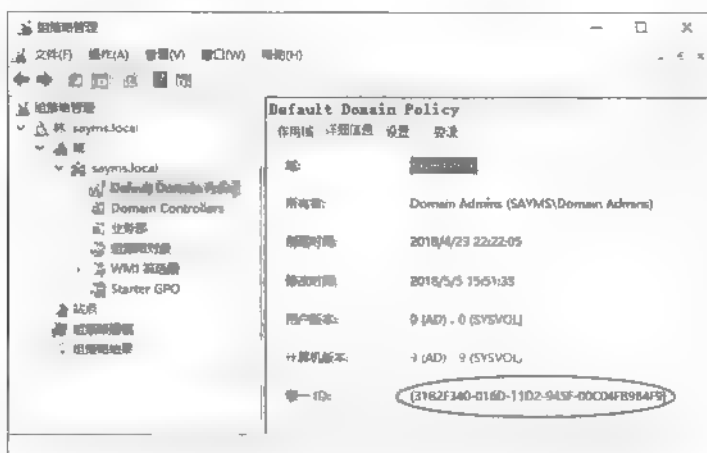 组策略管理
文件(F) 操作(A) 查看(V) 窗口(W) 帮助(H)
组策略管理
林 sayms.local
域
sayms.local
Default Domain Policy
Domain Controllers
业务部
组策略对象
WMI 筛选器
Starter GPO
站点
组策略建模
组策略结果
Default Domain Policy
作用域 详细信息 设置 委派
域:
所有者: Domain Admins (SAYMS\Domain Admins)
创建时间: 2018/4/23 22:22:05
修改时间: 2018/5/5 15:51:35
用户版本: 0 (AD), 0 (SYSVOL)
计算机版本: 9 (AD), 9 (SYSVOL)
唯一 ID: {31B2F340-016D-11D2-945F-00C04FB984F9}